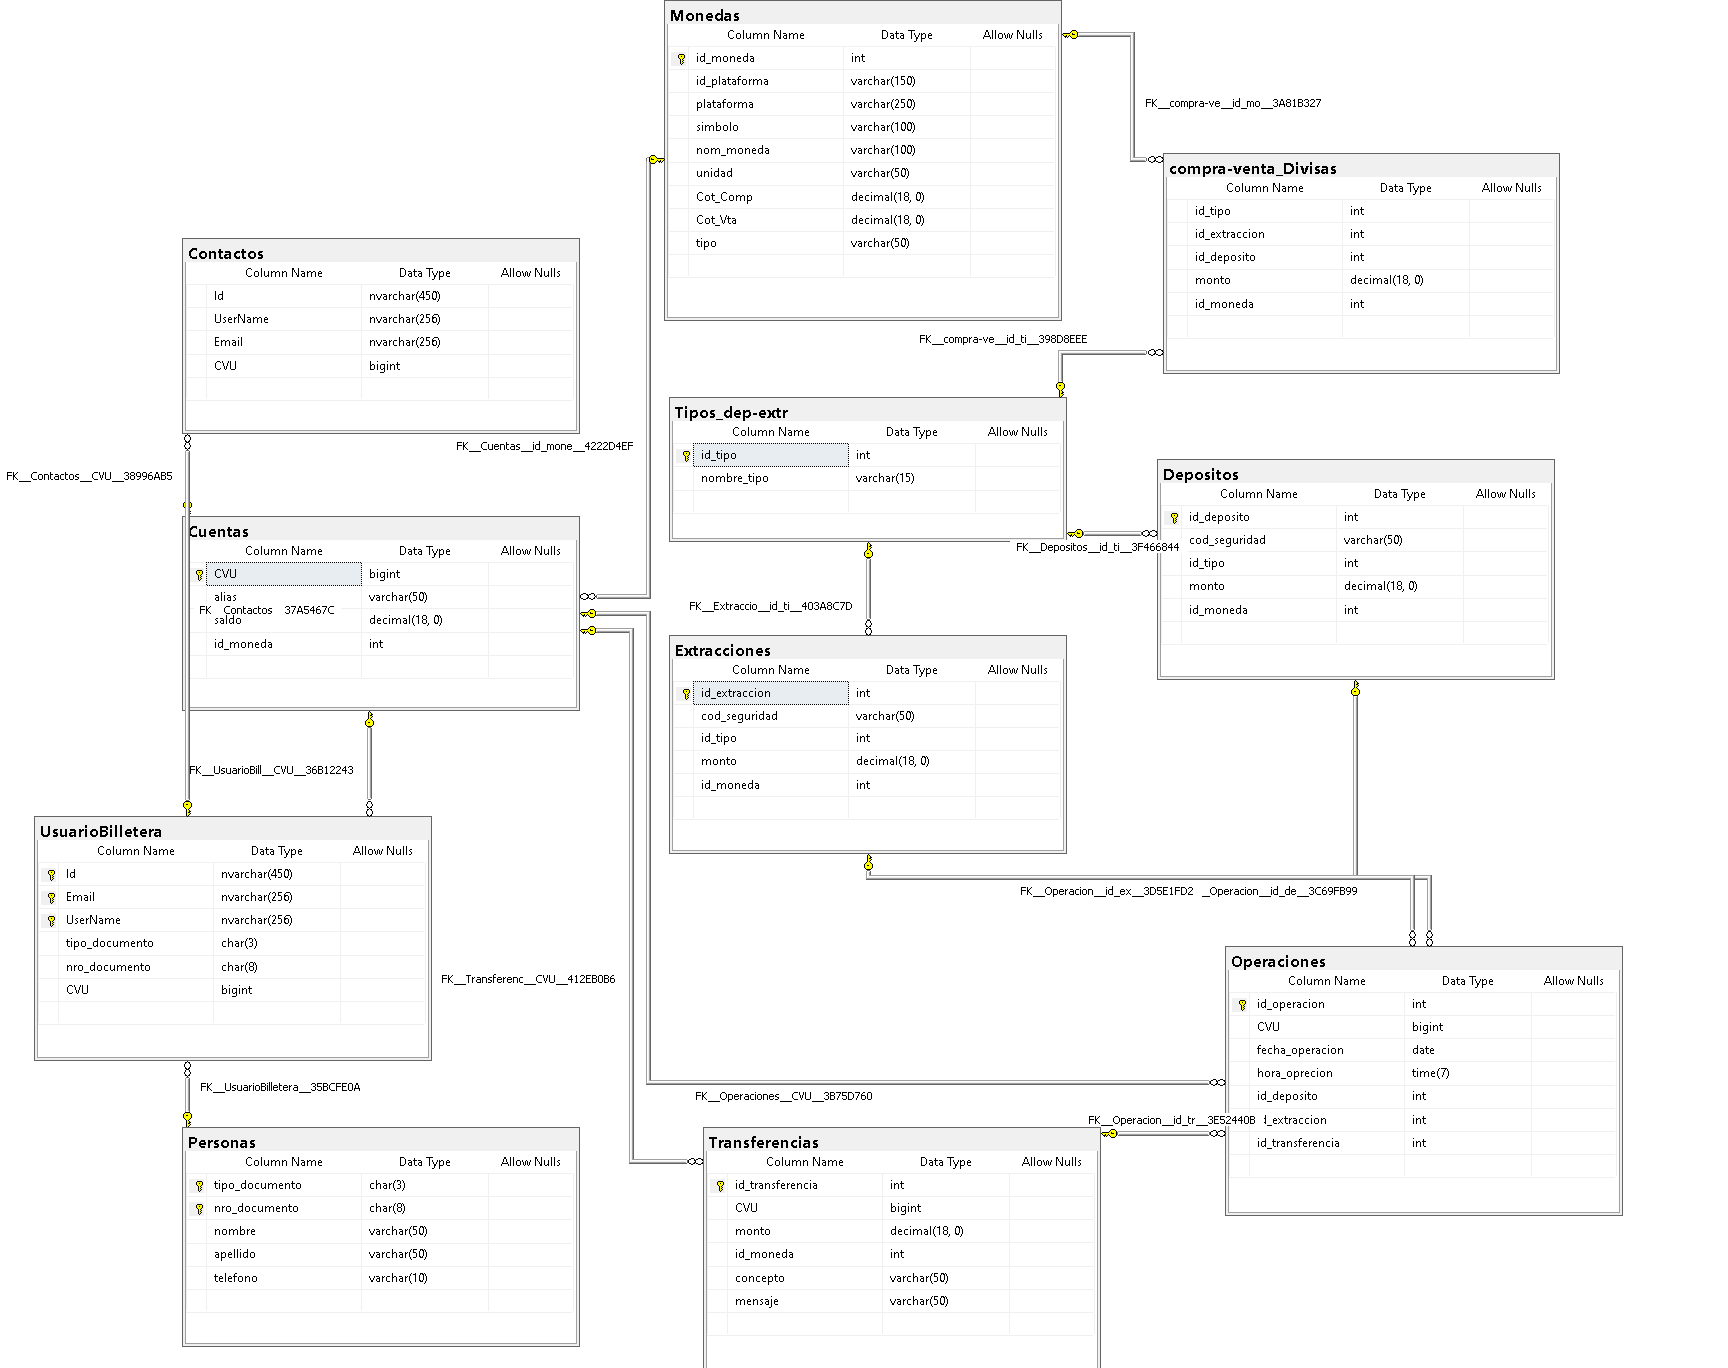 Monedas
Column Name Data Type Allow Nulls
id_moneda int
id_plataforma varchar(150)
plataforma varchar(250)
simbolo varchar(100)
nom_moneda varchar(100)
unidad varchar(50)
Cot_Comp decimal(18, 0)
Cot_Vta decimal(18, 0)
tipo varchar(50)
FK__compra-ve__id_mo__3A81B327
compra-venta_Divisas
Column Name Data Type Allow Nulls
id_tipo int
id_extraccion int
id_deposito int
monto decimal(18, 0)
id_moneda int
Contactos
Column Name Data Type Allow Nulls
Id nvarchar(450)
UserName nvarchar(256)
Email nvarchar(256)
CVU bigint
FK__compra-ve__id_ti__398D8EEE
FK__Cuentas__id_mone__4222D4EF
FK__Contactos__CVU__38996AB5
Tipos_dep-extr
Column Name Data Type Allow Nulls
id_tipo int
nombre_tipo varchar(15)
Depositos
Column Name Data Type Allow Nulls
id_deposito int
cod_seguridad varchar(50)
id_tipo int
monto decimal(18, 0)
id_moneda int
FK__Depositos__id_ti__3F466844
Cuentas
Column Name Data Type Allow Nulls
CVU bigint
alias varchar(50)
FK__Contactos__37A5467C
saldo decimal(18, 0)
id_moneda int
FK__Extraccio__id_ti__403A8C7D
Extracciones
Column Name Data Type Allow Nulls
id_extraccion int
cod_seguridad varchar(50)
id_tipo int
monto decimal(18, 0)
id_moneda int
FK__UsuarioBill__CVU__36B12243
UsuarioBilletera
Column Name Data Type Allow Nulls
Id nvarchar(450)
Email nvarchar(256)
UserName nvarchar(256)
tipo_documento char(3)
nro_documento char(8)
CVU bigint
FK__Operacion__id_ex__3D5E1FD2 _Operacion__id_de__3C69FB99
FK__Transferenc__CVU__412EB0B6
Operaciones
Column Name Data Type Allow Nulls
id_operacion int
CVU bigint
fecha_operacion date
hora_oprecion time(7)
id_deposito int
d_extraccion int
id_transferencia int
FK__UsuarioBilletera__35BCFE0A
FK__Operaciones__CVU__3B75D760
FK__Operacion__id_tr__3E52440B
Personas
Column Name Data Type Allow Nulls
tipo_documento char(3)
nro_documento char(8)
nombre varchar(50)
apellido varchar(50)
telefono varchar(10)
Transferencias
Column Name Data Type Allow Nulls
id_transferencia int
CVU bigint
monto decimal(18, 0)
id_moneda int
concepto varchar(50)
mensaje varchar(50)